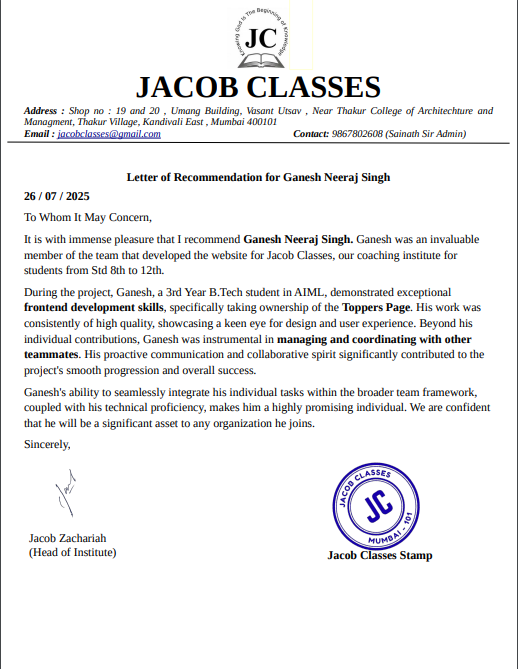 Knowing God Is The Beginning of Knowledge
JC
JACOB CLASSES
Address : Shop no : 19 and 20 , Umang Building, Vasant Utsav , Near Thakur College of Architechture and
Managment, Thakur Village, Kandivali East , Mumbai 400101
Email : jacobclasses@gmail.com Contact: 9867802608 (Sainath Sir Admin)
Letter of Recommendation for Ganesh Neeraj Singh
26 / 07 / 2025
To Whom It May Concern,
It is with immense pleasure that I recommend Ganesh Neeraj Singh. Ganesh was an invaluable
member of the team that developed the website for Jacob Classes, our coaching institute for
students from Std 8th to 12th.
During the project, Ganesh, a 3rd Year B.Tech student in AIML, demonstrated exceptional
frontend development skills, specifically taking ownership of the Toppers Page. His work was
consistently of high quality, showcasing a keen eye for design and user experience. Beyond his
individual contributions, Ganesh was instrumental in managing and coordinating with other
teammates. His proactive communication and collaborative spirit significantly contributed to the
project's smooth progression and overall success.
Ganesh's ability to seamlessly integrate his individual tasks within the broader team framework,
coupled with his technical proficiency, makes him a highly promising individual. We are confident
that he will be a significant asset to any organization he joins.
Sincerely,
JACOB CLASSES
JC
MUMBAI - 101
Jacob Zachariah
(Head of Institute)
Jacob Classes Stamp